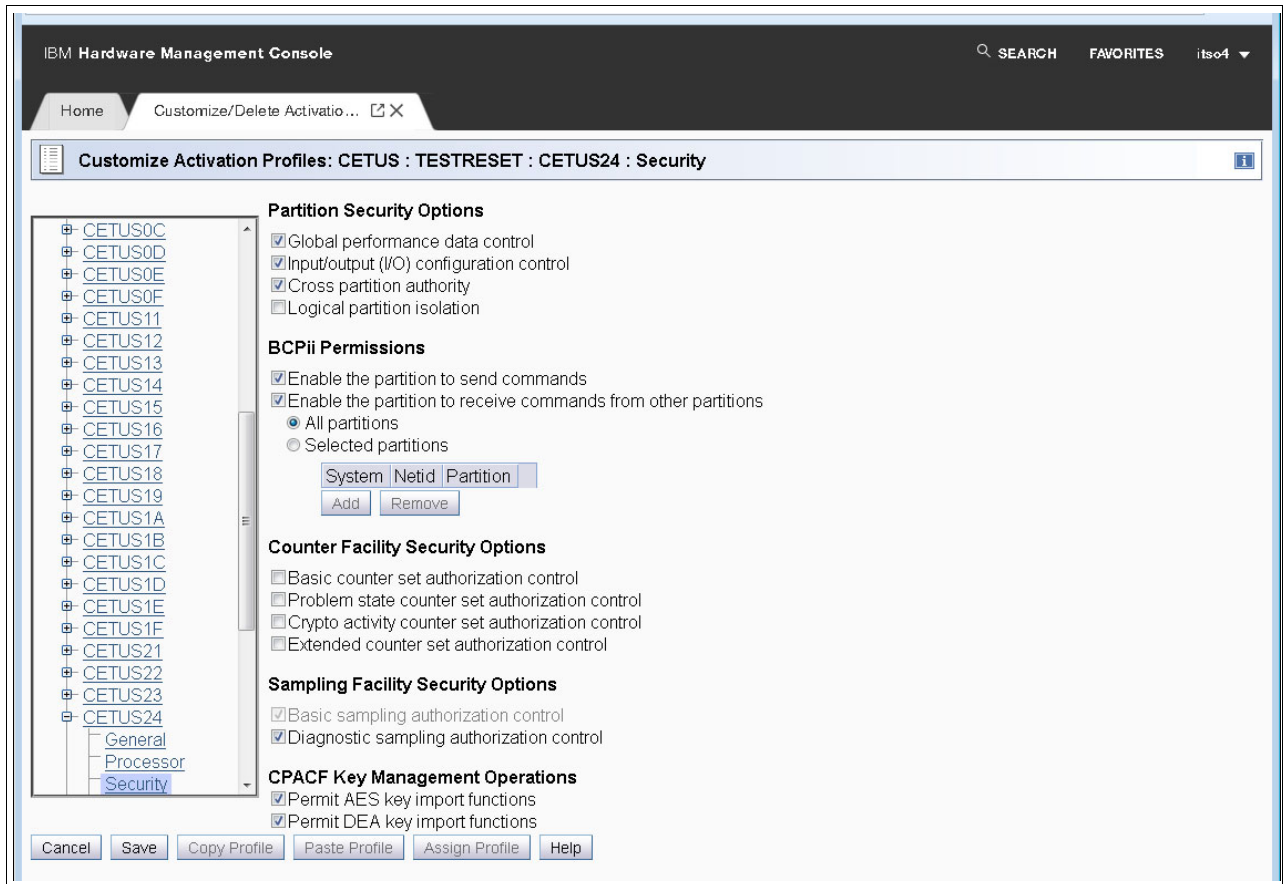 IBM Hardware Management Console
SEARCH FAVORITES itso4
Home Customize/Delete Activatio...
Customize Activation Profiles: CETUS : TESTRESET : CETUS24 : Security
CETUS0C
CETUS0D
CETUS0E
CETUS0F
CETUS11
CETUS12
CETUS13
CETUS14
CETUS15
CETUS16
CETUS17
CETUS18
CETUS19
CETUS1A
CETUS1B
CETUS1C
CETUS1D
CETUS1E
CETUS1F
CETUS21
CETUS22
CETUS23
CETUS24
General
Processor
Security
Partition Security Options
Global performance data control
Input/output (I/O) configuration control
Cross partition authority
Logical partition isolation
BCPii Permissions
Enable the partition to send commands
Enable the partition to receive commands from other partitions
All partitions
Selected partitions
System Netid Partition
Add Remove
Counter Facility Security Options
Basic counter set authorization control
Problem state counter set authorization control
Crypto activity counter set authorization control
Extended counter set authorization control
Sampling Facility Security Options
Basic sampling authorization control
Diagnostic sampling authorization control
CPACF Key Management Operations
Permit AES key import functions
Permit DEA key import functions
Cancel Save Copy Profile Paste Profile Assign Profile Help